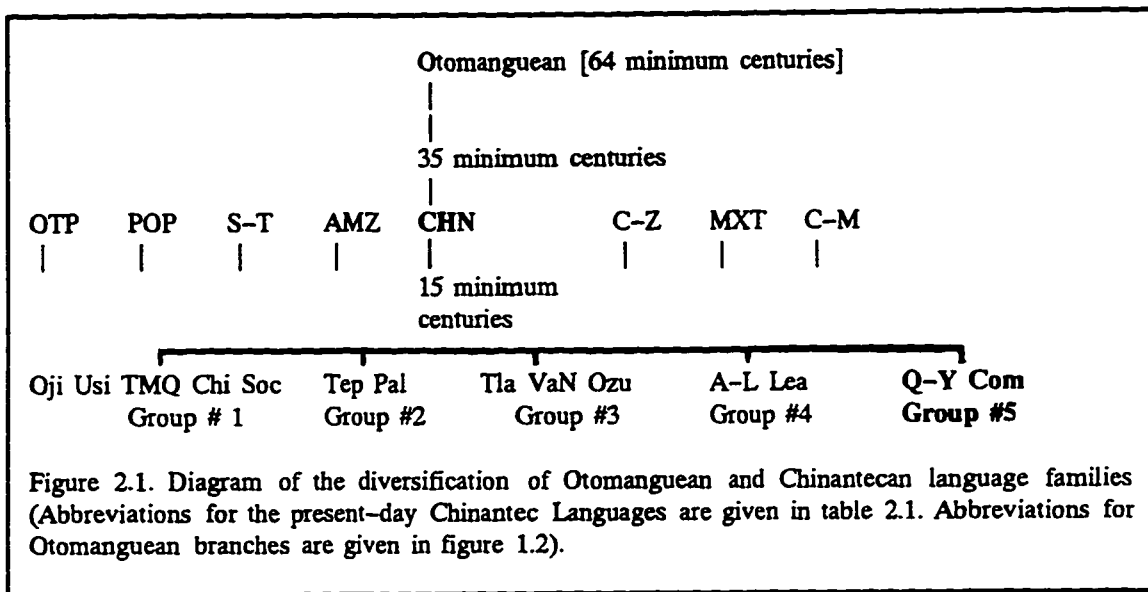 Otomanguean [64 minimum centuries]
35 minimum centuries
OTP POP S–T AMZ CHN C–Z MXT C–M
15 minimum
centuries
Oji Usi TMQ Chi Soc Tep Pal Tla VaN Ozu A–L Lea Q–Y Com
Group # 1 Group #2 Group #3 Group #4 Group #5
Figure 2.1. Diagram of the diversification of Otomanguean and Chinantecan language families
(Abbreviations for the present–day Chinantec Languages are given in table 2.1. Abbreviations for
Otomanguean branches are given in figure 1.2).